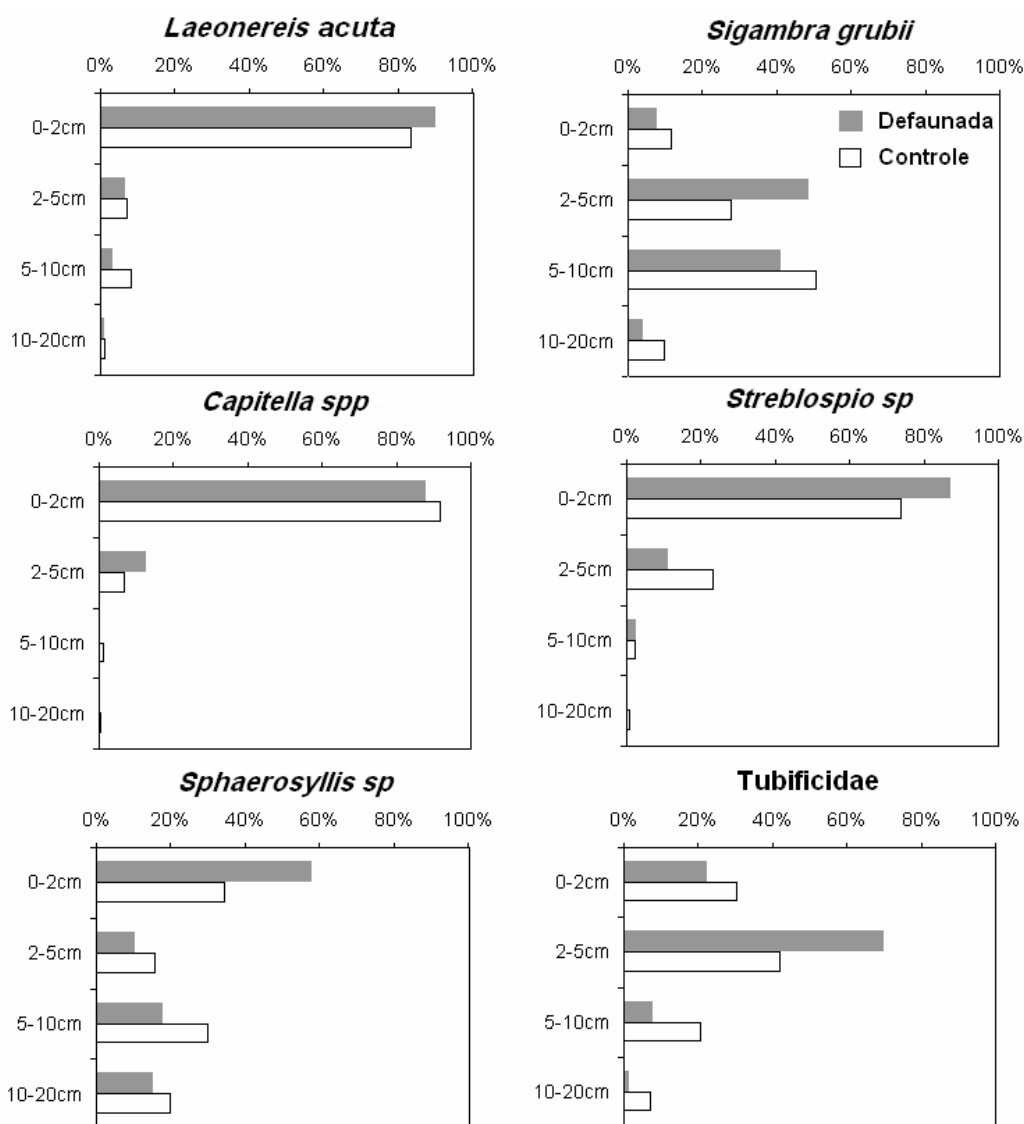 Laeonereis acuta
0% 20% 40% 60% 80% 100%
0-2cm
2-5cm
5-10cm
10-20cm
Sigambra grubii
0% 20% 40% 60% 80% 100%
0-2cm
2-5cm
5-10cm
10-20cm
Defaunada
Controle
Capitella spp
0% 20% 40% 60% 80% 100%
0-2cm
2-5cm
5-10cm
10-20cm
Streblospio sp
0% 20% 40% 60% 80% 100%
0-2cm
2-5cm
5-10cm
10-20cm
Sphaerosyllis sp
0% 20% 40% 60% 80% 100%
0-2cm
2-5cm
5-10cm
10-20cm
Tubificidae
0% 20% 40% 60% 80% 100%
0-2cm
2-5cm
5-10cm
10-20cm